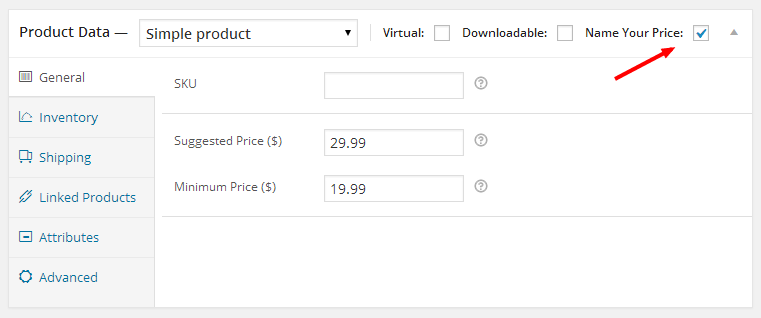 Product Data — Simple product Virtual: Downloadable: Name Your Price:
General
Inventory
Shipping
Linked Products
Attributes
Advanced
SKU ?
Suggested Price ($) 29.99 ?
Minimum Price ($) 19.99 ?